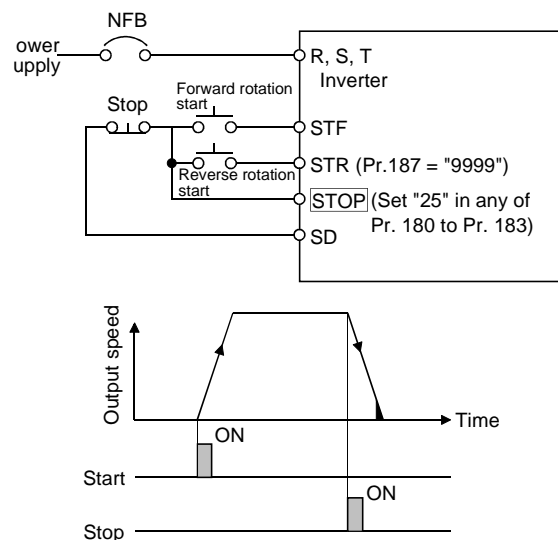 NFB
ower
upply
R, S, T
Inverter
Forward rotation
start
Stop
STF
STR (Pr.187 = "9999")
Reverse rotation
start
STOP (Set "25" in any of
Pr. 180 to Pr. 183)
SD
Output speed
Time
ON
Start
ON
Stop